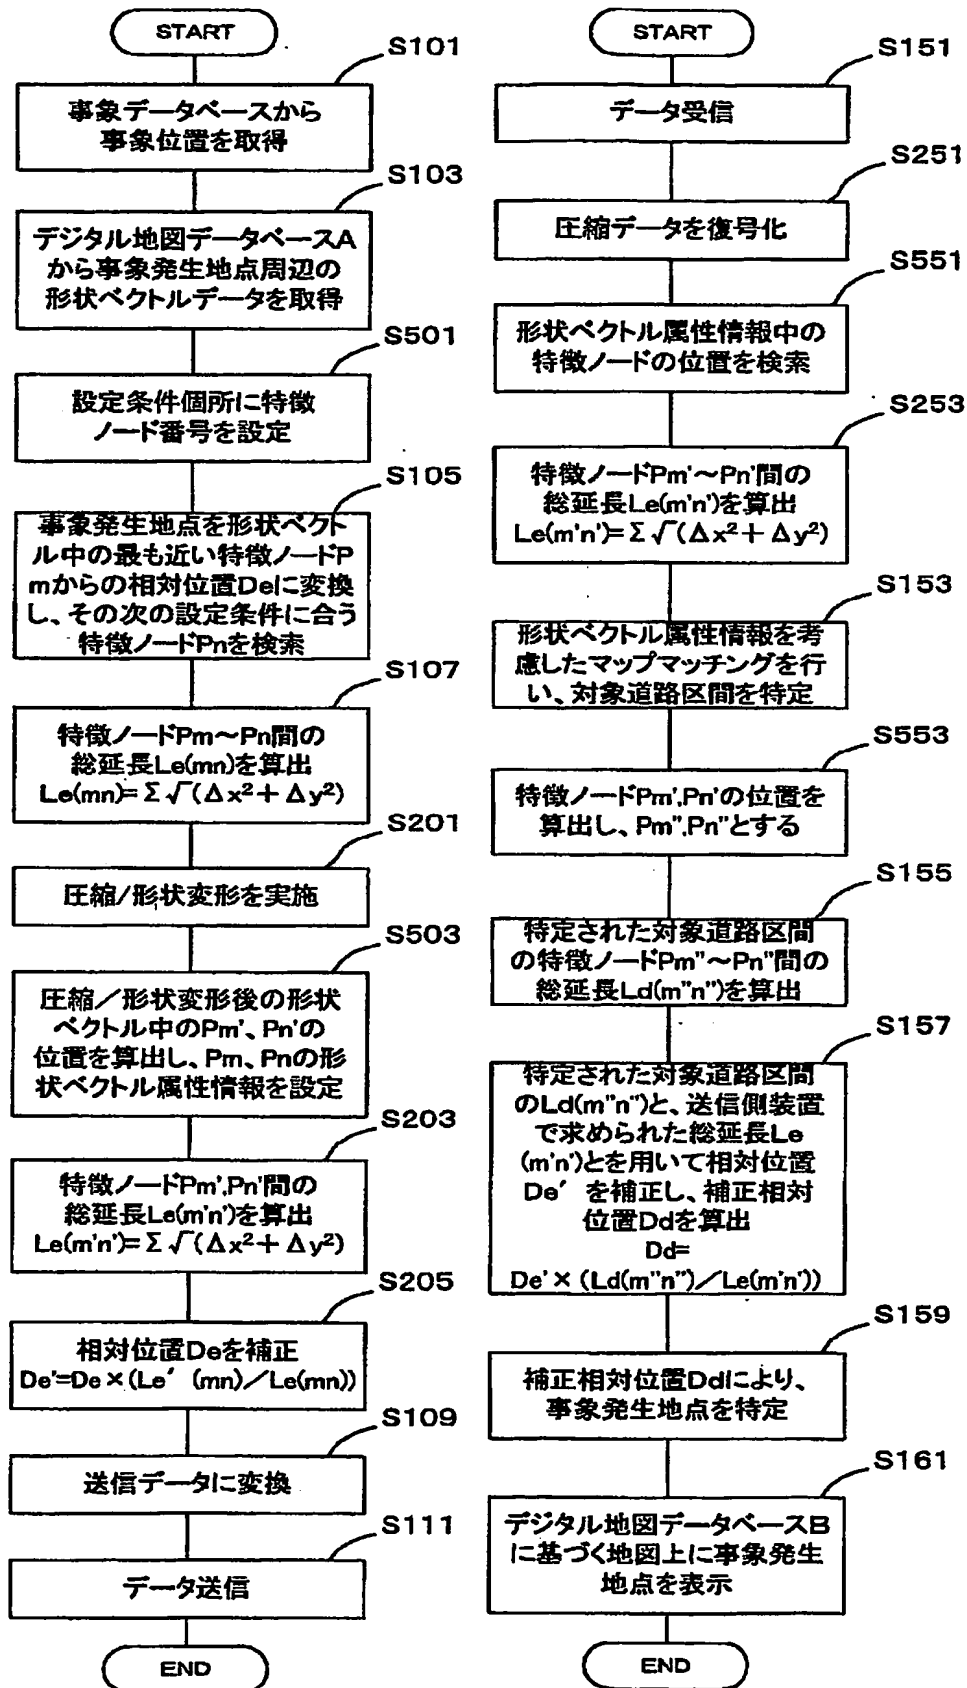 START
S101
事象データベースから
事象位置を取得
S103
デジタル地図データベースA
から事象発生地点周辺の
形状ベクトルデータを取得
S501
設定条件個所に特徴
ノード番号を設定
S105
事象発生地点を形状ベクト
ル中の最も近い特徴ノードP
mからの相対位置Deに変換
し、その次の設定条件に合う
特徴ノードPnを検索
S107
特徴ノードPm～Pn間の
総延長Le(mn)を算出
Le(mn)=Σ√(Δx²+Δy²)
S201
圧縮/形状変形を実施
S503
圧縮／形状変形後の形状
ベクトル中のPm'、Pn'の
位置を算出し、Pm、Pnの形
状ベクトル属性情報を設定
S203
特徴ノードPm',Pn'間の
総延長Le(m'n')を算出
Le(m'n')=Σ√(Δx²+Δy²)
S205
相対位置Deを補正
De'=De×(Le′(mn)/Le(mn))
S109
送信データに変換
S111
データ送信
END
START
S151
データ受信
S251
圧縮データを復号化
S551
形状ベクトル属性情報中の
特徴ノードの位置を検索
S253
特徴ノードPm'～Pn'間の
総延長Le(m'n')を算出
Le(m'n')=Σ√(Δx²+Δy²)
S153
形状ベクトル属性情報を考
慮したマップマッチングを行
い、対象道路区間を特定
S553
特徴ノードPm',Pn'の位置を
算出し、Pm",Pn"とする
S155
特定された対象道路区間
の特徴ノードPm"～Pn"間の
総延長Ld(m"n")を算出
S157
特定された対象道路区間
のLd(m"n")と、送信側装置
で求められた総延長Le
(m'n')とを用いて相対位置
De′を補正し、補正相対
位置Ddを算出
Dd=
De'×(Ld(m"n")/Le(m'n'))
S159
補正相対位置Ddにより、
事象発生地点を特定
S161
デジタル地図データベースB
に基づく地図上に事象発生
地点を表示
END